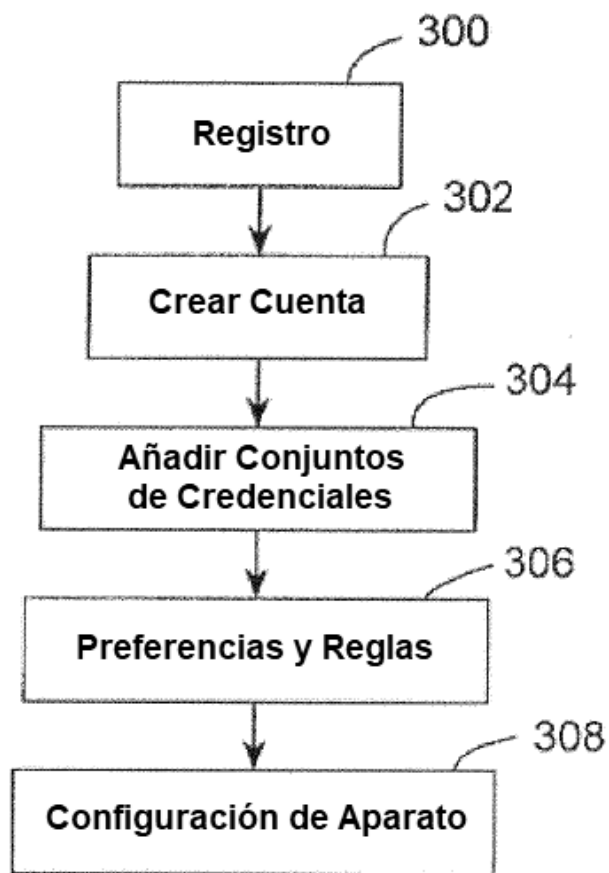 300
Registro
302
Crear Cuenta
304
Añadir Conjuntos
de Credenciales
306
Preferencias y Reglas
308
Configuración de Aparato